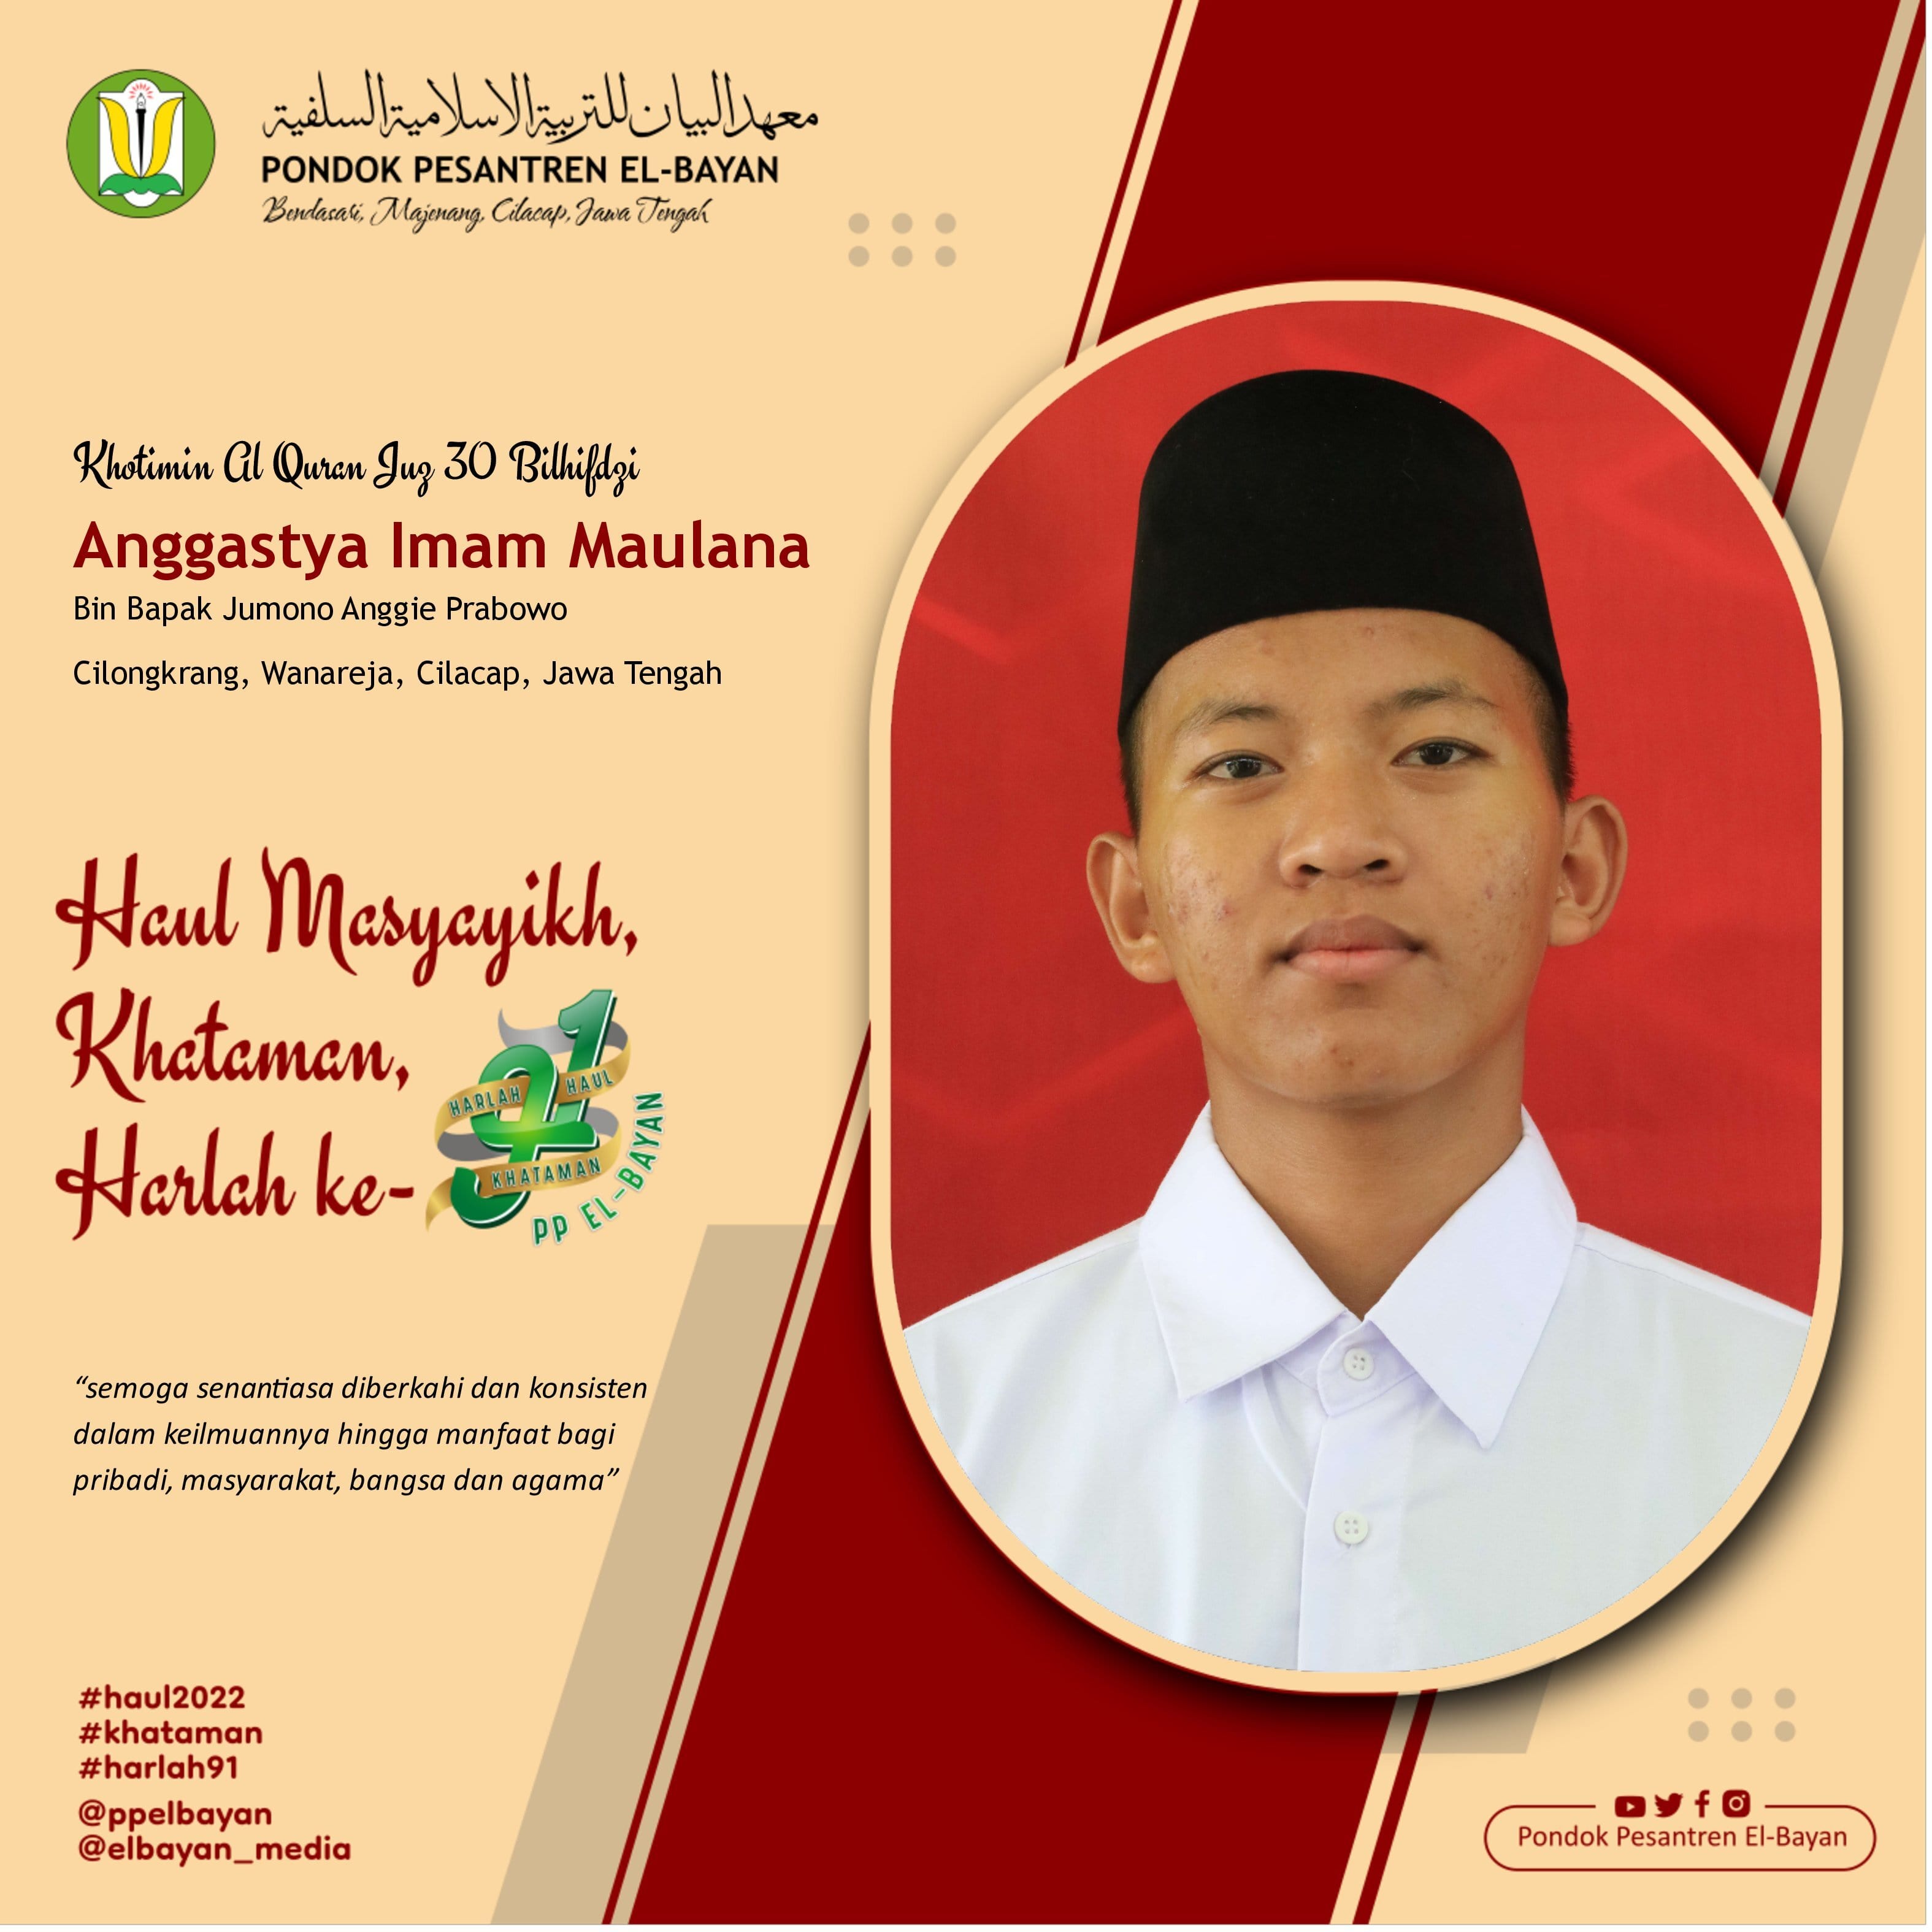 معهد البيان للتربية الاسلامية السلفية
PONDOK PESANTREN EL-BAYAN
Bendasari, Majenang, Cilacap, Jawa Tengah
Khotimin Al Quran Juz 30 Bilhifdzi
Anggastya Imam Maulana
Bin Bapak Jumono Anggie Prabowo
Cilongkrang, Wanareja, Cilacap, Jawa Tengah
Haul Masyayikh,
Khataman,
Harlah ke-
91
HARLAH HAUL
KHATAMAN
PP EL-BAYAN
“semoga senantiasa diberkahi dan konsisten
dalam keilmuannya hingga manfaat bagi
pribadi, masyarakat, bangsa dan agama”
#haul2022
#khataman
#harlah91
@ppelbayan
@elbayan_media
Pondok Pesantren El-Bayan